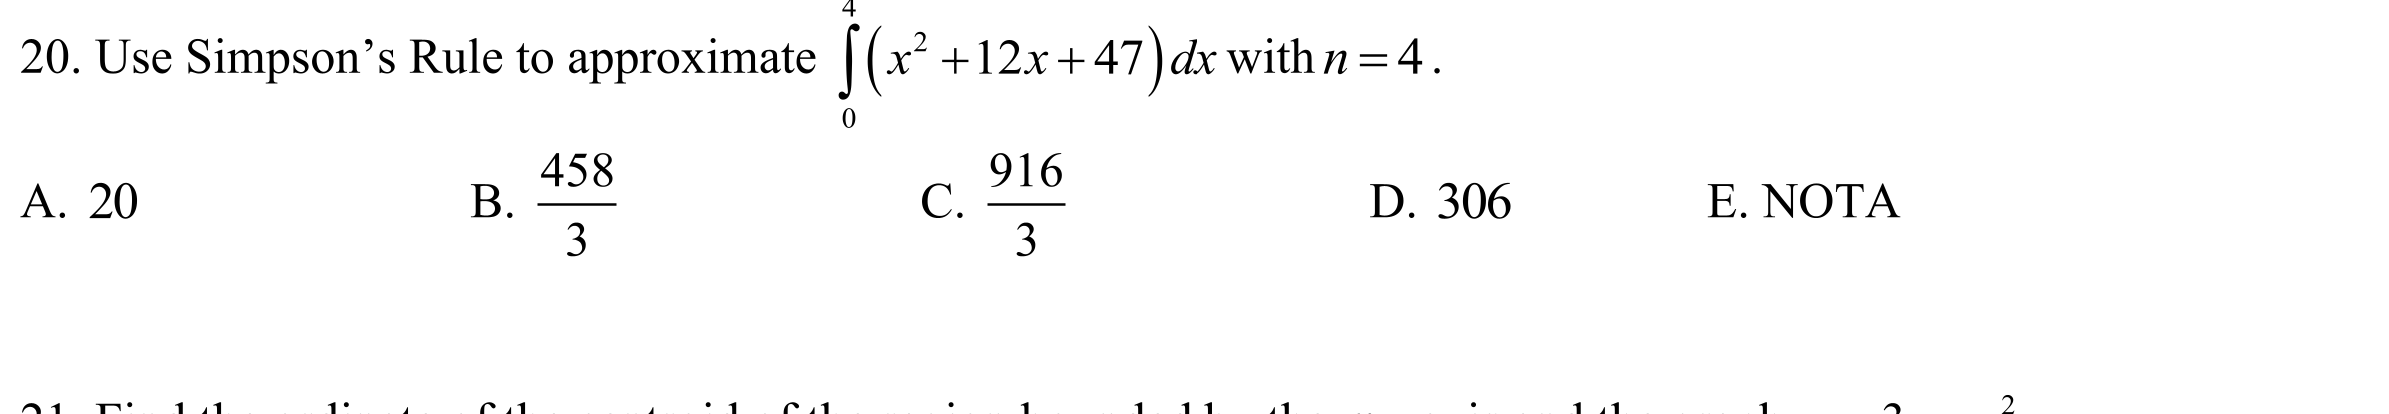 20. Use Simpson’s Rule to approximate ∫₀⁴(x² +12x+47)dx with n = 4.
A. 20 B. 458/3 C. 916/3 D. 306 E. NOTA